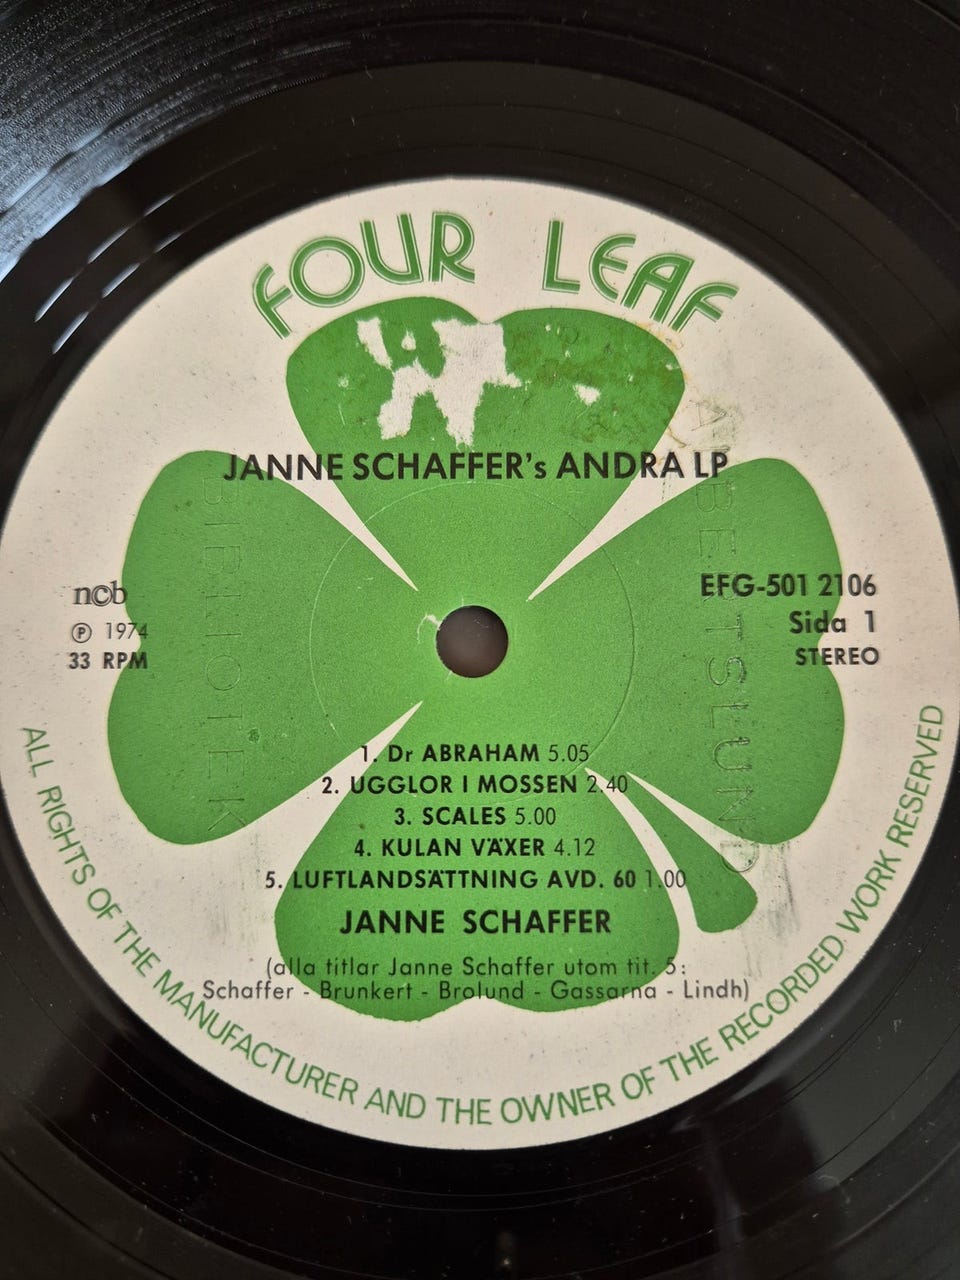 FOUR LEAF
JANNE SCHAFFER's ANDRA LP
ncb
℗ 1974
33 RPM
EFG-501 2106
Sida 1
STEREO
ALBERTSLUND
BIBLIOTEK
1. Dr ABRAHAM 5.05
2. UGGLOR I MOSSEN 2.40
3. SCALES 5.00
4. KULAN VÄXER 4.12
5. LUFTLANDSÄTTNING AVD. 60 1.00
JANNE SCHAFFER
(alla titlar Janne Schaffer utom tit. 5:
Schaffer - Brunkert - Brolund - Gassarna - Lindh)
ALL RIGHTS OF THE MANUFACTURER AND THE OWNER OF THE RECORDED WORK RESERVED